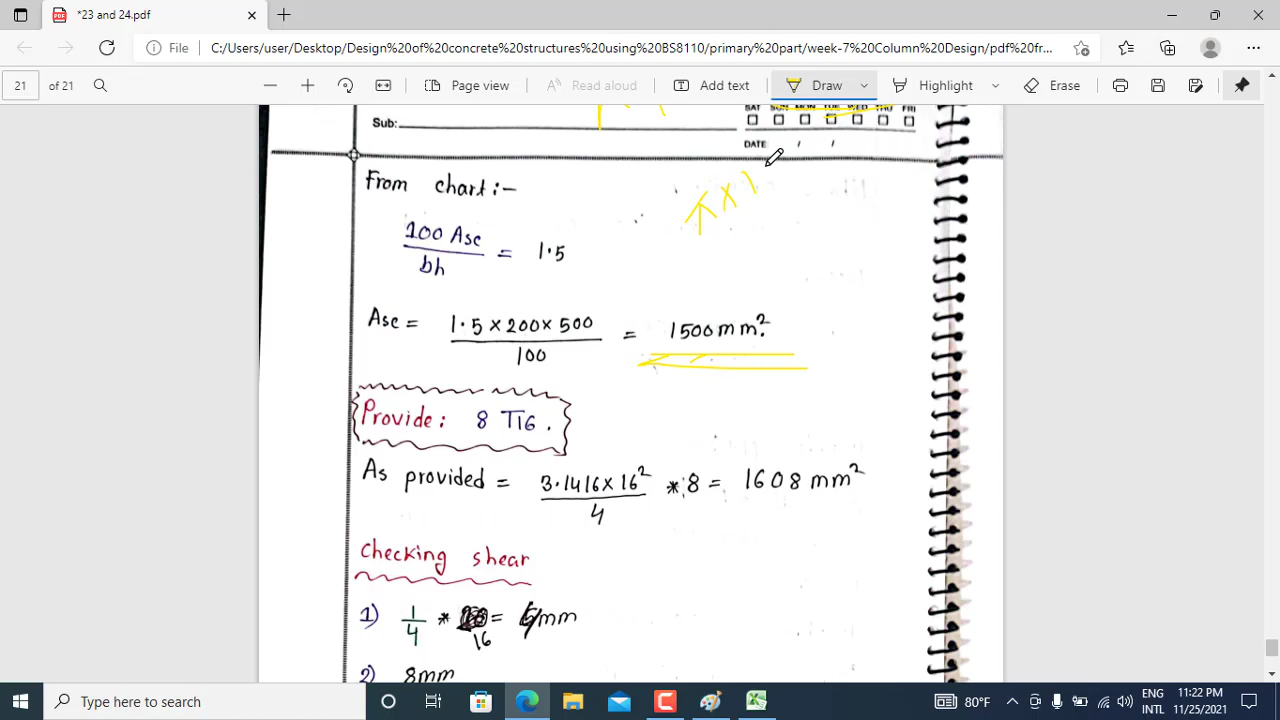 *23 and 24.pdf
File C:/Users/user/Desktop/Design%20of%20concrete%20structures%20using%20BS8110/primary%20part/week-7%20Column%20Design/pdf%20fr...
21 of 21 Page view Read aloud Add text Draw Highlight Erase
SAT SUN MON TUE WED THU FRI
Sub:
DATE: / /
From chart:-
π × 1
100 Asc / bh = 1.5
Asc = 1.5 × 200 × 500 / 100 = 1500 mm²
Provide: 8 T16.
As provided = 3.1416 × 16² / 4 * 8 = 1608 mm²
Checking shear
1) 1/4 * 16 = mm
2) 8mm
Type here to search
80°F
ENG
INTL
1:22 PM
11/25/2021